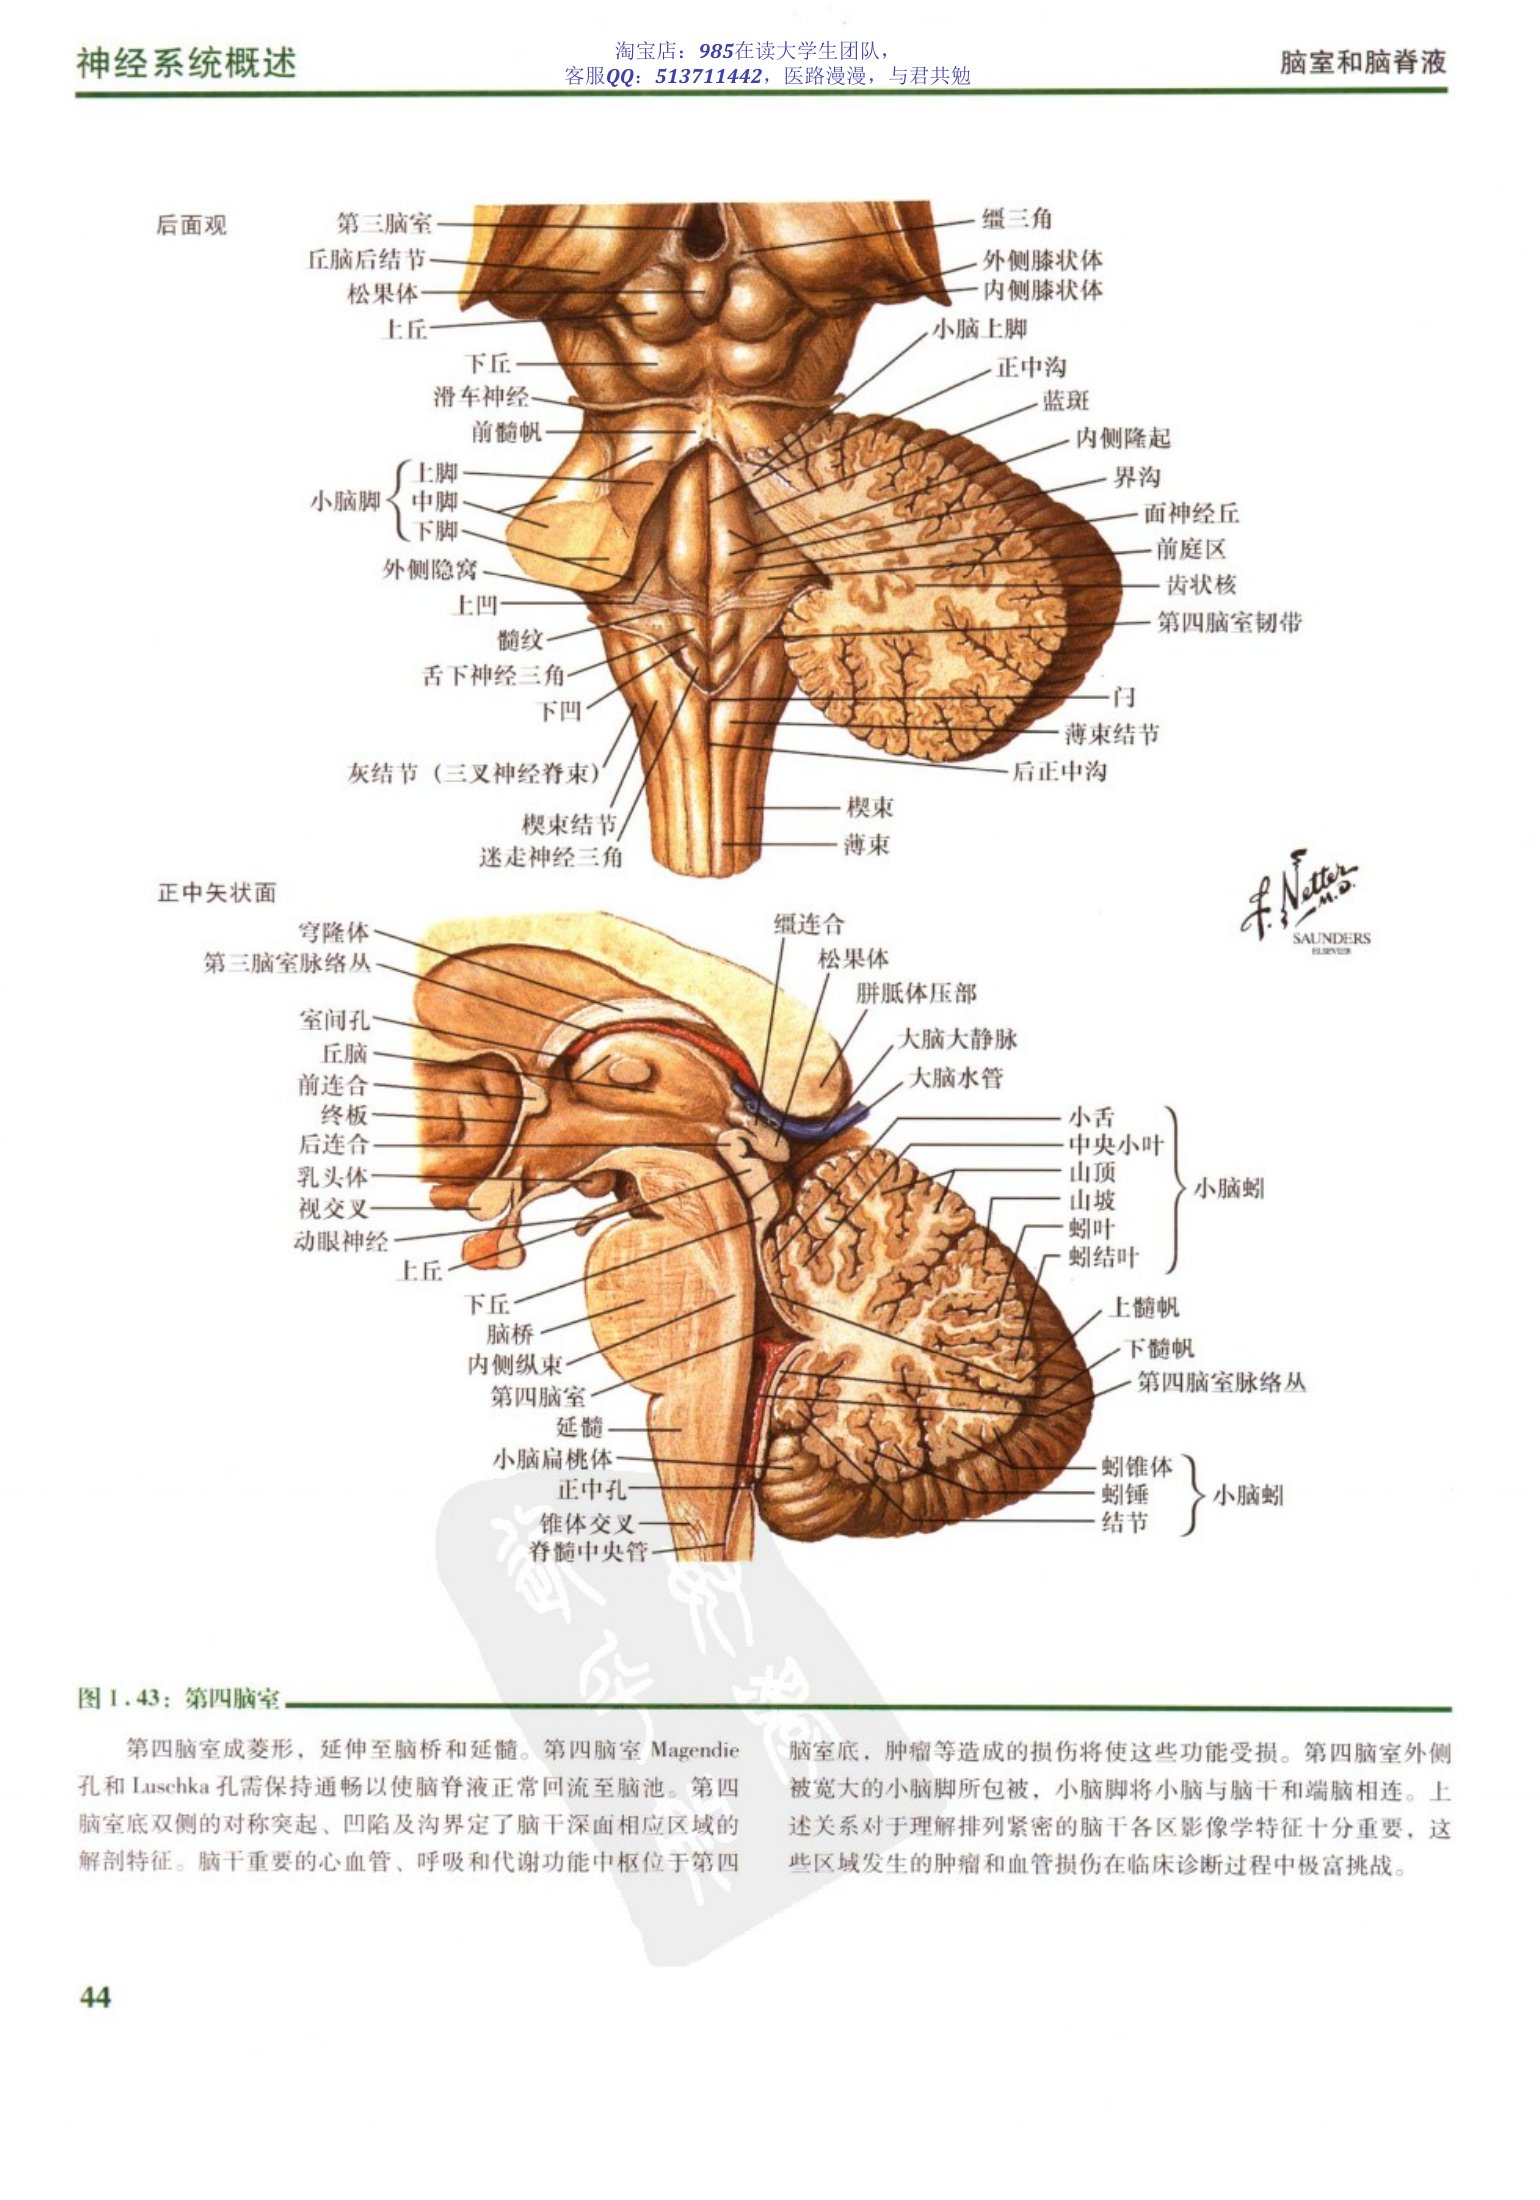 神经系统概述
淘宝店：985在读大学生团队，
客服QQ：513711442，医路漫漫，与君共勉
脑室和脑脊液
后面观
第三脑室
丘脑后结节
松果体
上丘
下丘
滑车神经
前髓帆
小脑脚
上脚
中脚
下脚
外侧隐窝
上凹
髓纹
舌下神经三角
下凹
灰结节（三叉神经脊束）
楔束结节
迷走神经三角
缰三角
外侧膝状体
内侧膝状体
小脑上脚
正中沟
蓝斑
内侧隆起
界沟
面神经丘
前庭区
齿状核
第四脑室韧带
闩
薄束结节
后正中沟
楔束
薄束
F. Netter
M.D.
SAUNDERS
ELSEVIER
正中矢状面
穹隆体
第三脑室脉络丛
室间孔
丘脑
前连合
终板
后连合
乳头体
视交叉
动眼神经
上丘
下丘
脑桥
内侧纵束
第四脑室
延髓
小脑扁桃体
正中孔
锥体交叉
脊髓中央管
缰连合
松果体
胼胝体压部
大脑大静脉
大脑水管
小舌
中央小叶
山顶
山坡
蚓叶
蚓结叶
小脑蚓
上髓帆
下髓帆
第四脑室脉络丛
蚓锥体
蚓锤
结节
小脑蚓
图 1.43：第四脑室
第四脑室成菱形，延伸至脑桥和延髓。第四脑室 Magendie
孔和 Luschka 孔需保持通畅以使脑脊液正常回流至脑池。第四
脑室底双侧的对称突起、凹陷及沟界定了脑干深面相应区域的
解剖特征。脑干重要的心血管、呼吸和代谢功能中枢位于第四
脑室底，肿瘤等造成的损伤将使这些功能受损。第四脑室外侧
被宽大的小脑脚所包被，小脑脚将小脑与脑干和端脑相连。上
述关系对于理解排列紧密的脑干各区影像学特征十分重要，这
些区域发生的肿瘤和血管损伤在临床诊断过程中极富挑战。
44